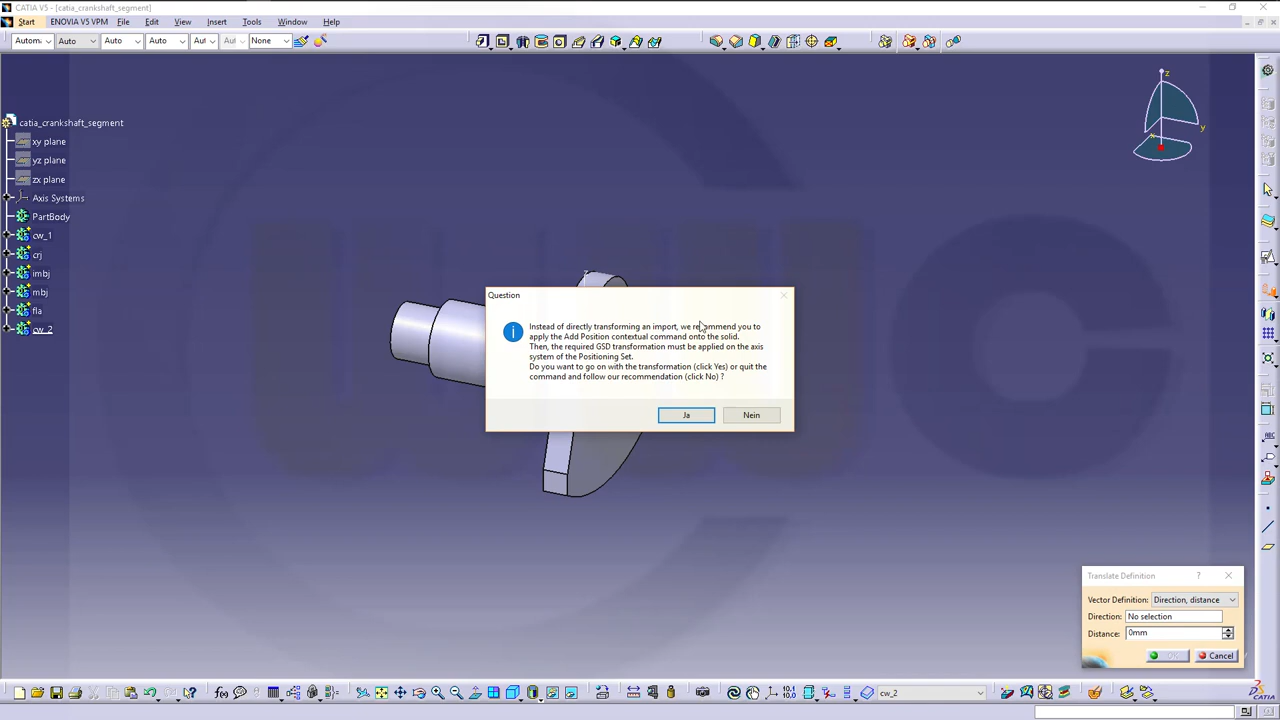 CATIA V5 - [catia_crankshaft_segment]
Start ENOVIA V5 VPM File Edit View Insert Tools Window Help
Autom Auto Auto Auto Aut Aut None
z
y
x
catia_crankshaft_segment
xy plane
yz plane
zx plane
Axis Systems
PartBody
cw_1
crj
imbj
mbj
fla
cw_2
Question
Instead of directly transforming an import, we recommend you to
apply the Add Position contextual command onto the solid.
Then, the required GSD transformation must be applied on the axis
system of the Positioning Set.
Do you want to go on with the transformation (click Yes) or quit the
command and follow our recommendation (click No) ?
Ja Nein
Translate Definition ?
Vector Definition: Direction, distance
Direction: No selection
Distance: 0mm
OK Cancel
cw_2
CATIA